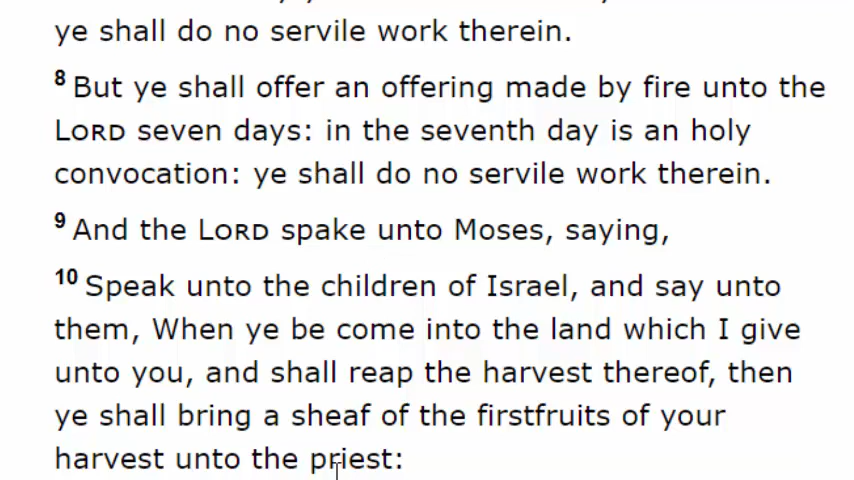 ye shall do no servile work therein.
8 But ye shall offer an offering made by fire unto the
LORD seven days: in the seventh day is an holy
convocation: ye shall do no servile work therein.
9 And the LORD spake unto Moses, saying,
10 Speak unto the children of Israel, and say unto
them, When ye be come into the land which I give
unto you, and shall reap the harvest thereof, then
ye shall bring a sheaf of the firstfruits of your
harvest unto the priest: